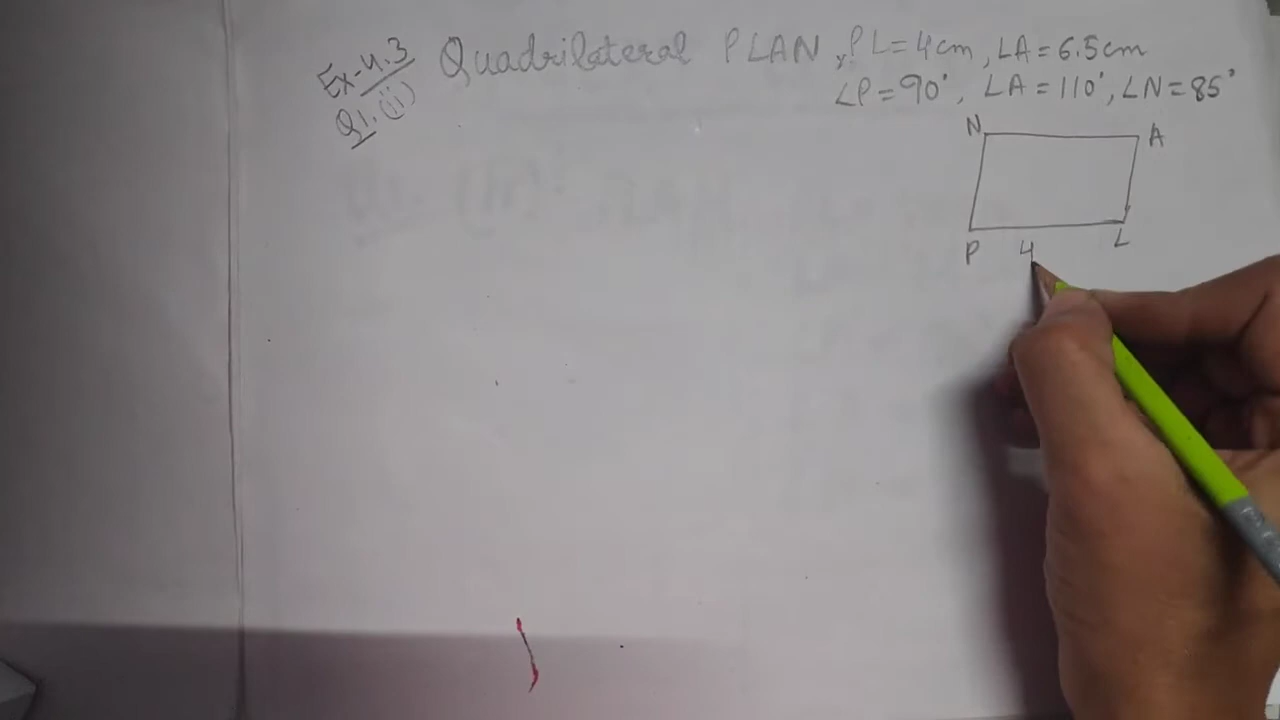 Ex-4.3 Quadrilateral PLAN, PL=4cm, LA=6.5cm
Q1.(ii) ∠P=90°, ∠A=110°, ∠N=85°
N A
P 4 L